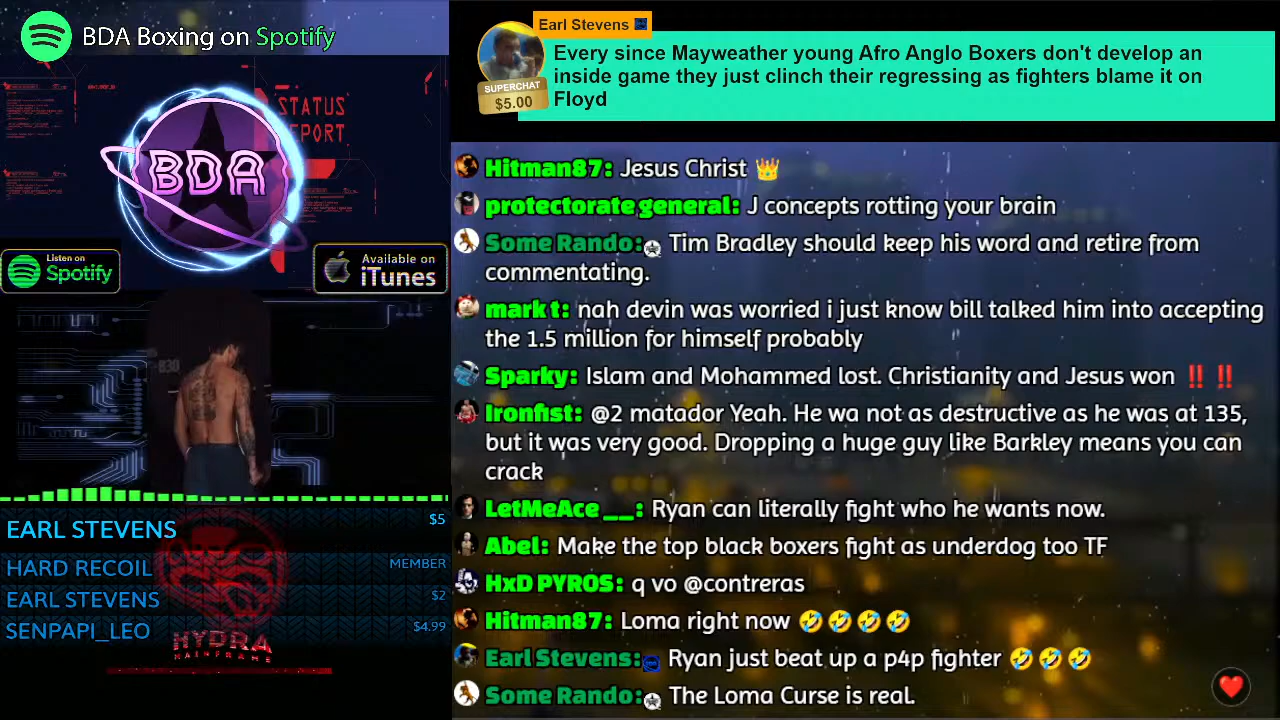 BDA Boxing on Spotify
STATUS
BDA
Listen on
Spotify
Available on
iTunes
EARL STEVENS $5
HARD RECOIL MEMBER
EARL STEVENS $2
SENPAPI_LEO $4.99
HYDRA
MAINFRAME
Earl Stevens
Every since Mayweather young Afro Anglo Boxers don't develop an
inside game they just clinch their regressing as fighters blame it on
Floyd
SUPERCHAT
$5.00
Hitman87: Jesus Christ 👑
protectorate general: J concepts rotting your brain
Some Rando: Tim Bradley should keep his word and retire from
commentating.
mark t: nah devin was worried i just know bill talked him into accepting
the 1.5 million for himself probably
Sparky: Islam and Mohammed lost. Christianity and Jesus won ‼️ ‼️
Ironfist: @2 matador Yeah. He wa not as destructive as he was at 135,
but it was very good. Dropping a huge guy like Barkley means you can
crack
LetMeAce__: Ryan can literally fight who he wants now.
Abel: Make the top black boxers fight as underdog too TF
HxD PYROS: q vo @contreras
Hitman87: Loma right now 🤣🤣🤣🤣
Earl Stevens: Ryan just beat up a p4p fighter 🤣🤣🤣
Some Rando: The Loma Curse is real.